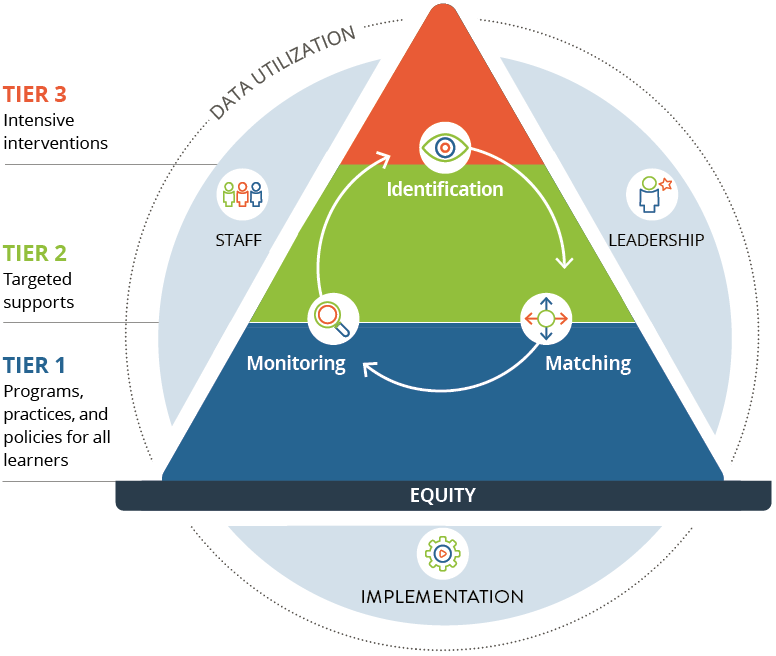 DATA UTILIZATION
TIER 3
Intensive
interventions
Identification
STAFF
LEADERSHIP
TIER 2
Targeted
supports
TIER 1
Programs,
practices, and
policies for all
learners
Monitoring
Matching
EQUITY
IMPLEMENTATION